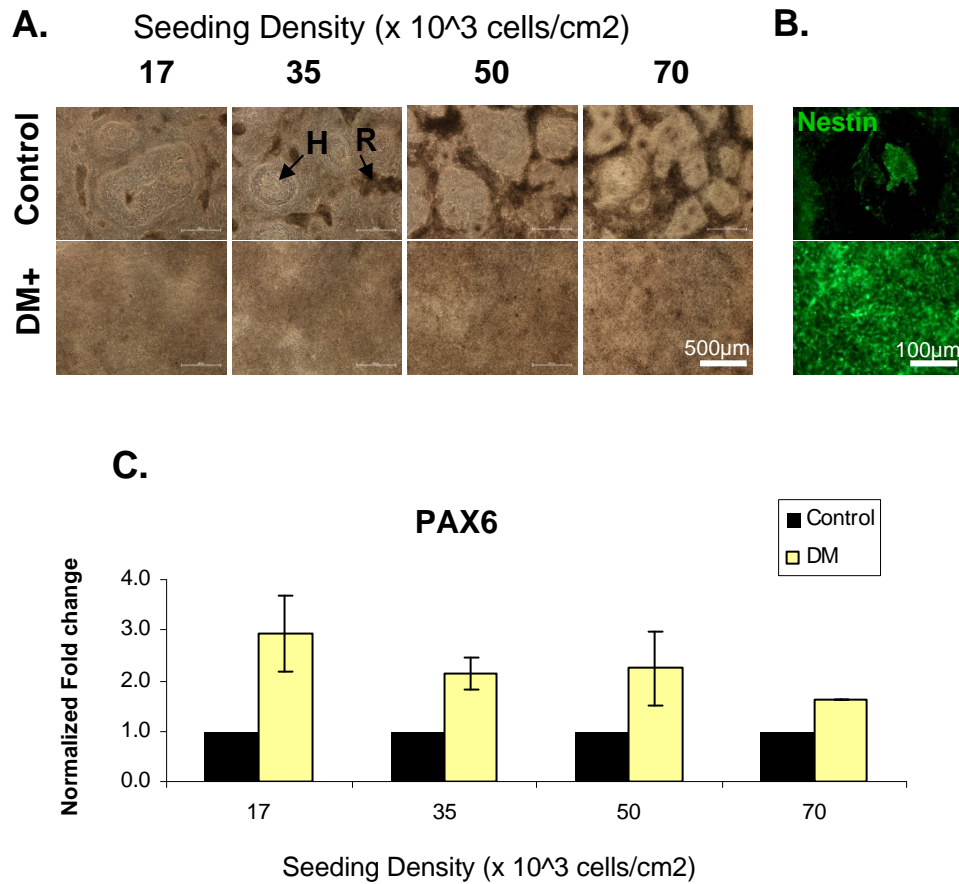 A.
Seeding Density (x 10^3 cells/cm2)
B.
17 35 50 70
Control
H R
Nestin
DM+
500µm
100µm
C.
PAX6
Control
DM
Normalized Fold change
4.0
3.0
2.0
1.0
0.0
17 35 50 70
Seeding Density (x 10^3 cells/cm2)